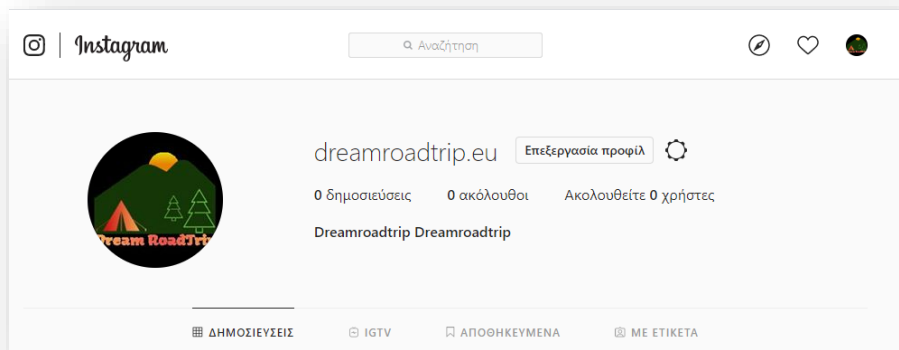 Instagram
Αναζήτηση
dreamroadtrip.eu Επεξεργασία προφίλ
0 δημοσιεύσεις 0 ακόλουθοι Ακολουθείτε 0 χρήστες
Dreamroadtrip Dreamroadtrip
Dream RoadTrip
ΔΗΜΟΣΙΕΥΣΕΙΣ IGTV ΑΠΟΘΗΚΕΥΜΕΝΑ ΜΕ ΕΤΙΚΕΤΑ